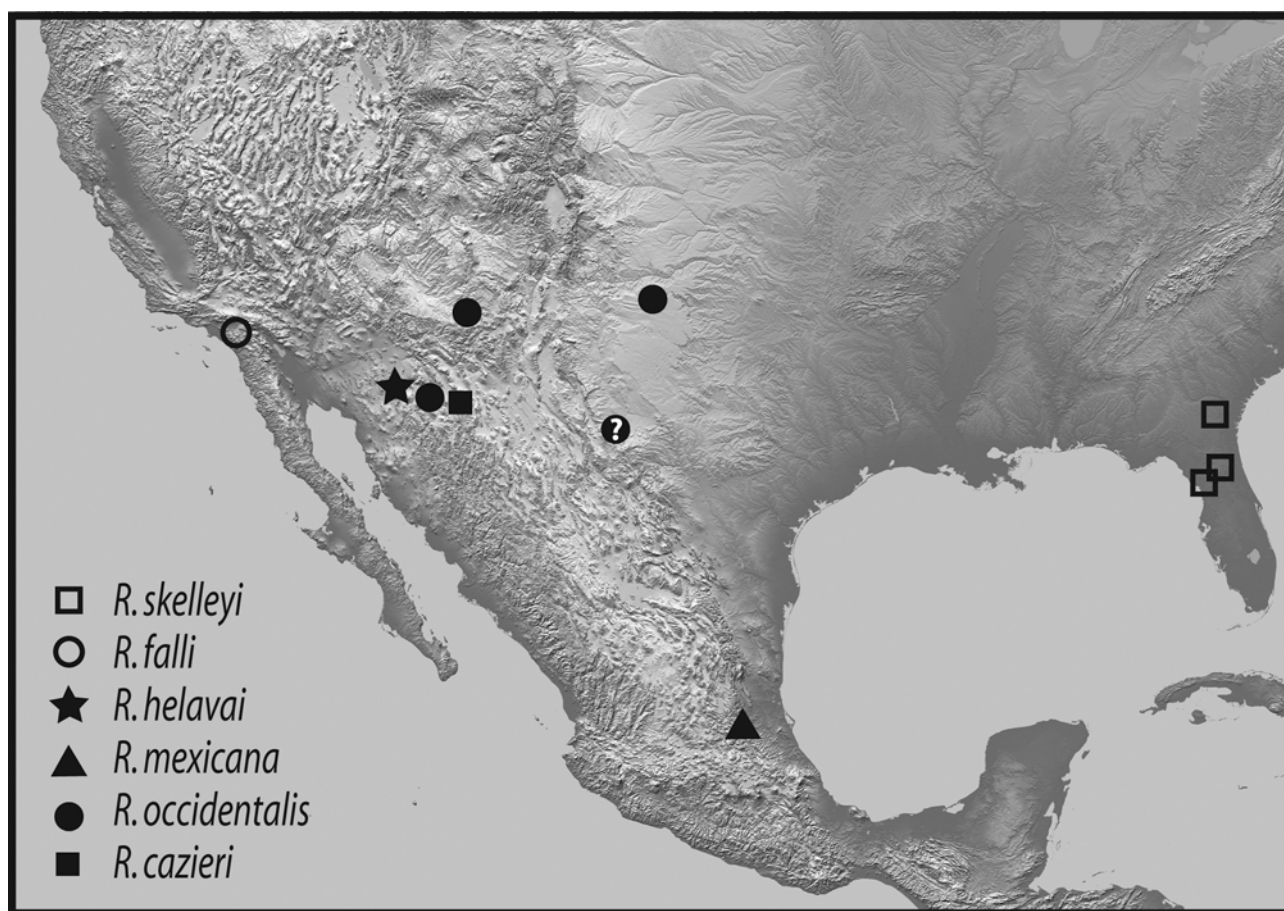 ?
R. skelleyi
R. falli
R. helavai
R. mexicana
R. occidentalis
R. cazieri